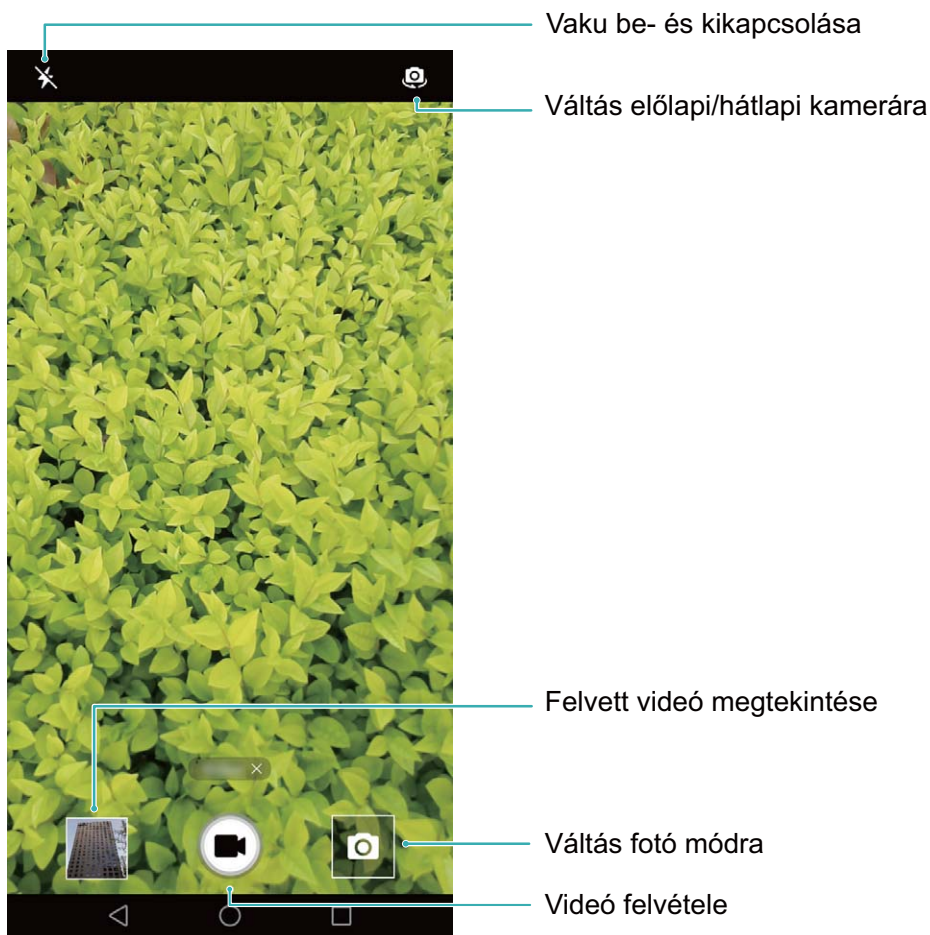 Vaku be- és kikapcsolása
Váltás előlapi/hátlapi kamerára
Felvett videó megtekintése
Váltás fotó módra
Videó felvétele